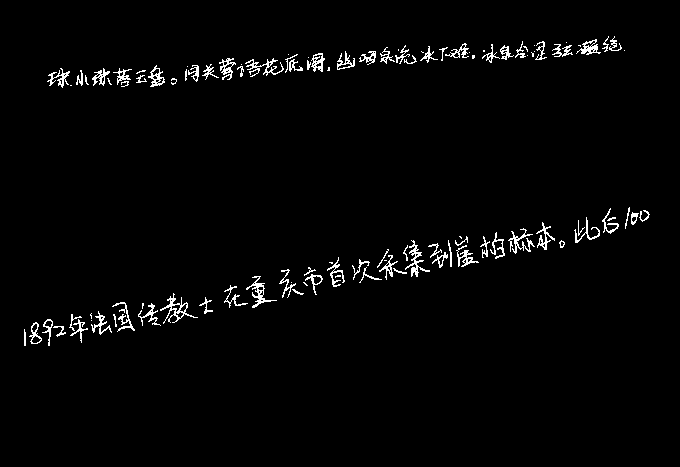 珠小珠落玉盘。间关莺语花底滑,幽咽泉流冰下难。冰泉冷涩弦凝绝
1892年法国传教士在重庆市首次采集到崖柏标本。此后100